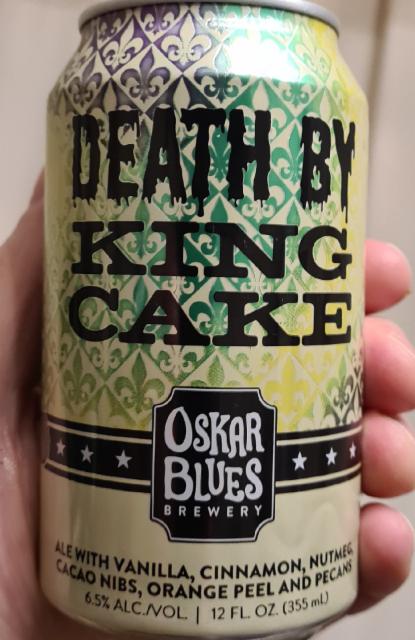 DEATH BY
KING
CAKE
OSKAR
BLUES
BREWERY
ALE WITH VANILLA, CINNAMON, NUTMEG,
CACAO NIBS, ORANGE PEEL AND PECANS
6.5% ALC./VOL. | 12 FL. OZ. (355 mL)